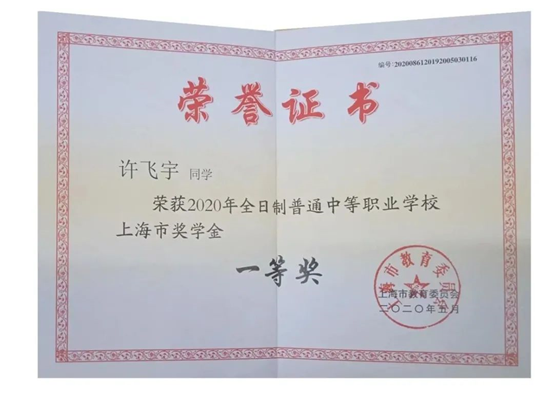 编号:2020086120192005030116
荣誉证书
许飞宇 同学
荣获2020年全日制普通中等职业学校
上海市奖学金
一等奖
上海市教育委员会
上海市教育委员会
二〇二〇年五月